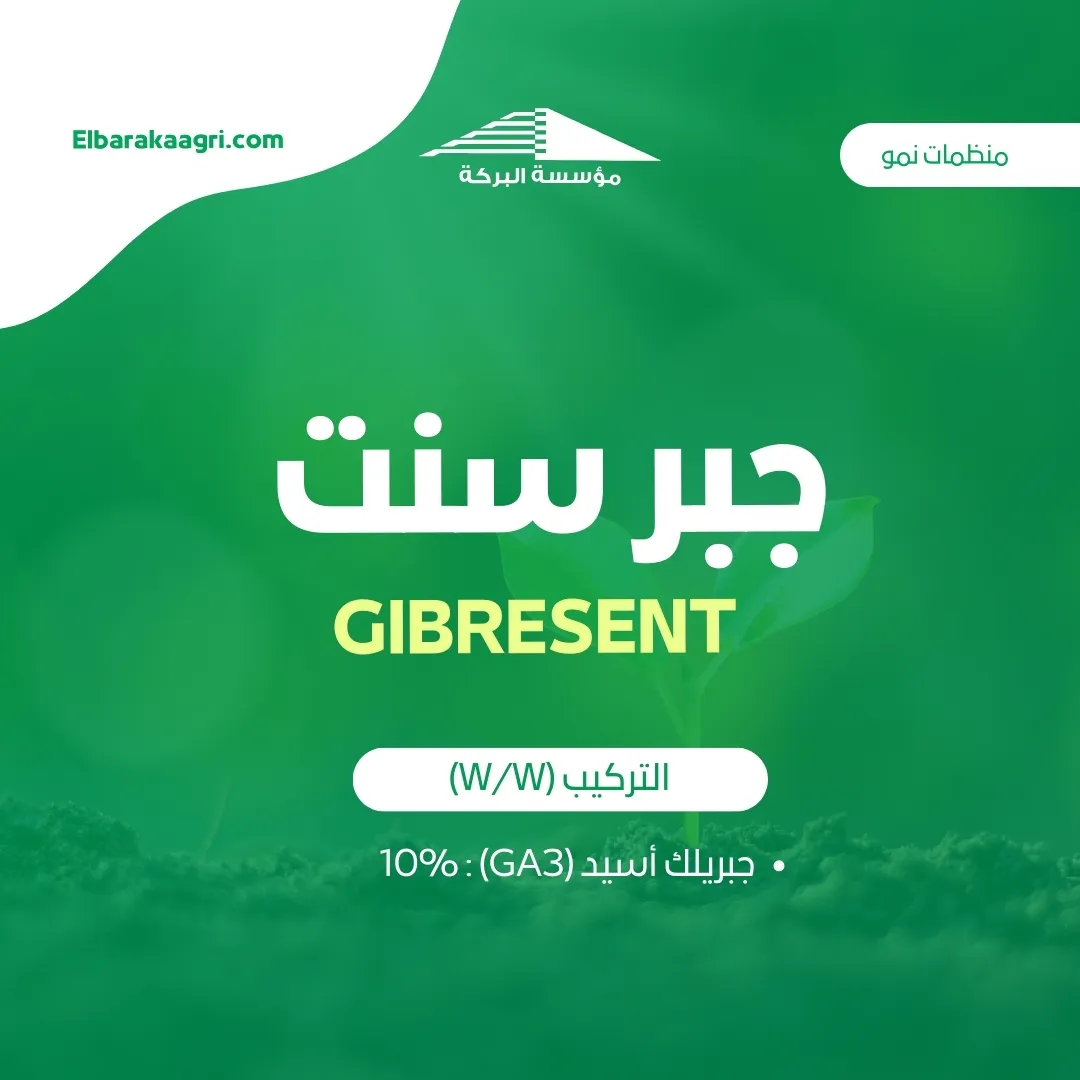 Elbarakaagri.com
مؤسسة البركة
منظمات نمو
جبر سنت
GIBRESENT
التركيب (W/W)
• جبريلك أسيد (GA3) : 10%